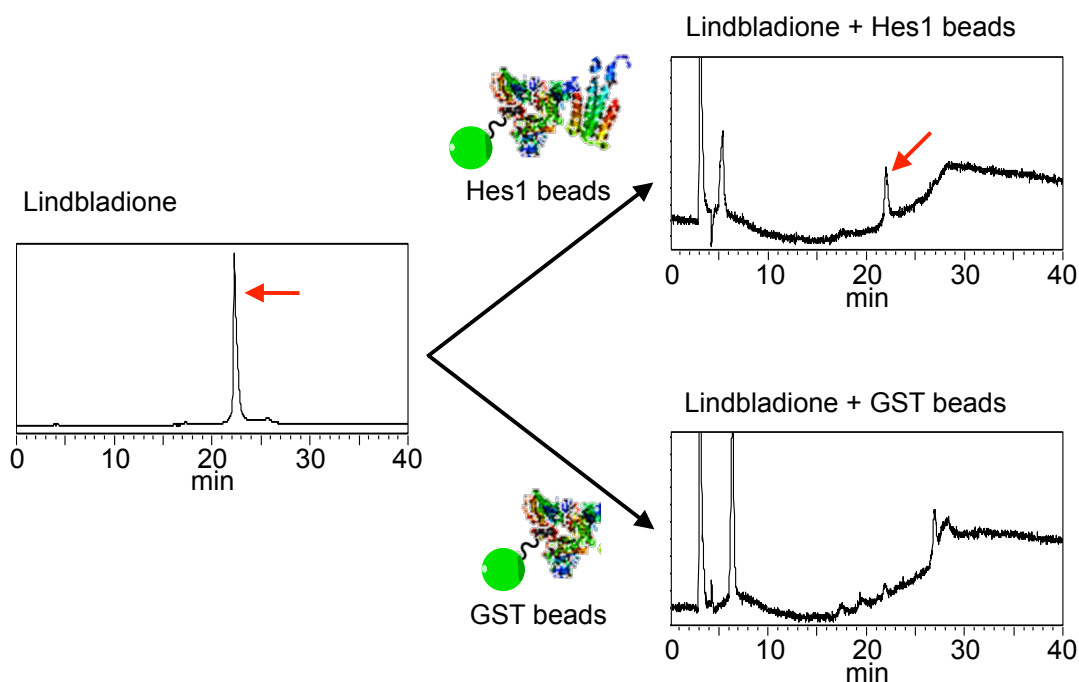 Lindbladione + Hes1 beads
Hes1 beads
0 10 20 30 40
min
Lindbladione
0 10 20 30 40
min
Lindbladione + GST beads
GST beads
0 10 20 30 40
min